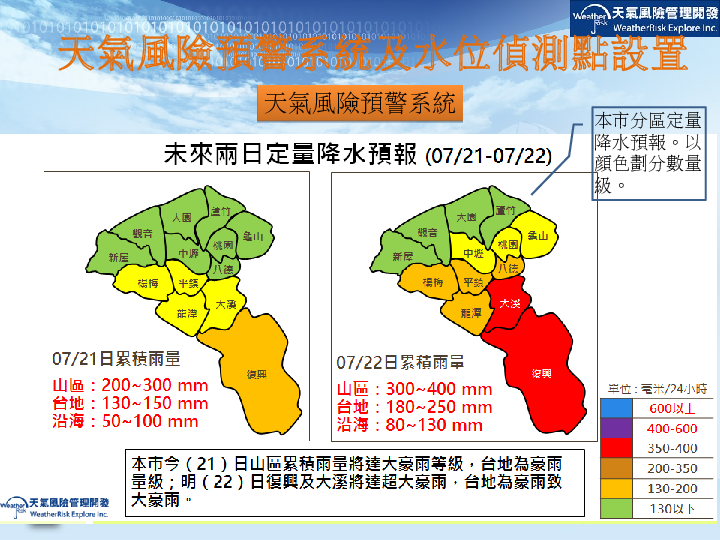 天氣風險管理開發
WeatherRisk Explore Inc.
天氣風險預警系統及水位偵測點設置
天氣風險預警系統
本市分區定量
降水預報。以
顏色劃分數量
級。
未來兩日定量降水預報 (07/21-07/22)
蘆竹
大園
觀音
龜山
桃園
中壢
新屋
八德
楊梅
平鎮
大溪
龍潭
復興
07/21日累積雨量
山區：200~300 mm
台地：130~150 mm
沿海：50~100 mm
蘆竹
大園
觀音
龜山
桃園
中壢
新屋
八德
楊梅
平鎮
大溪
龍潭
復興
07/22日累積雨量
山區：300~400 mm
台地：180~250 mm
沿海：80~130 mm
單位：毫米/24小時
600以上
400-600
350-400
200-350
130-200
130以下
本市今（21）日山區累積雨量將達大豪雨等級，台地為豪雨
量級；明（22）日復興及大溪將達超大豪雨，台地為豪雨致
大豪雨。
天氣風險管理開發
WeatherRisk Explore Inc.